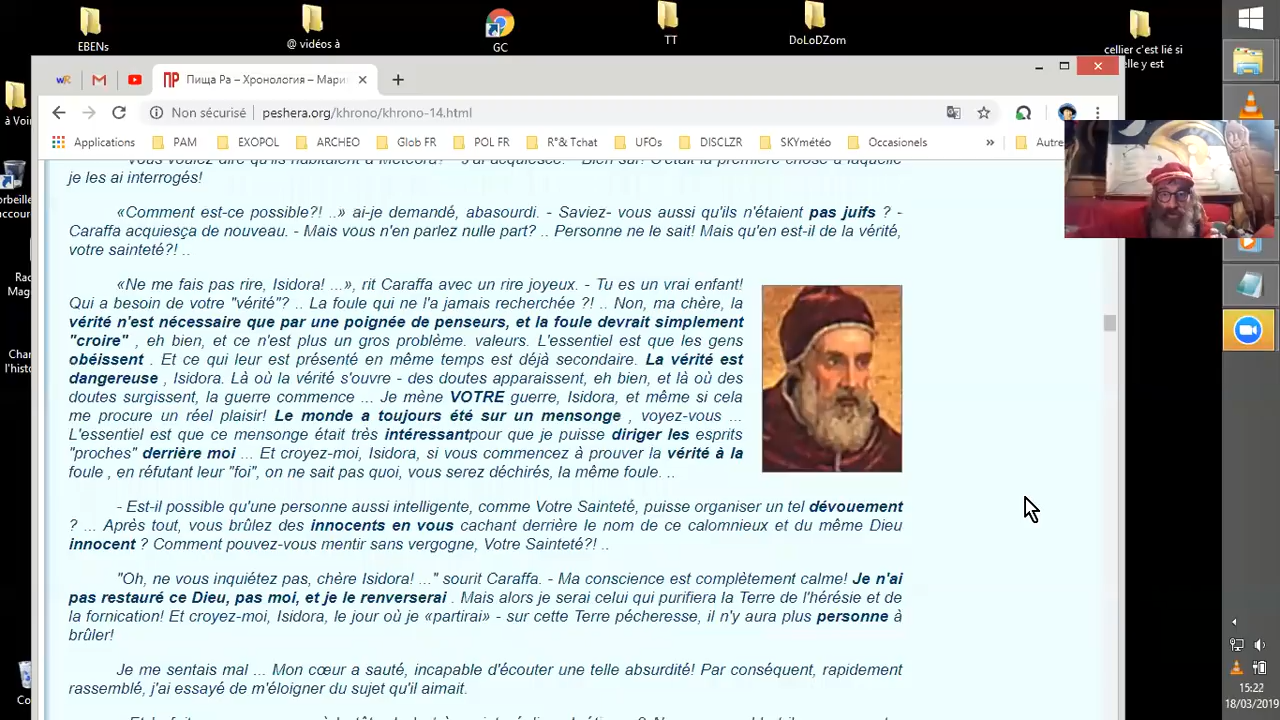 EBENs
@ vidéos à
GC
TT
DoLoDZom
cellier c'est lié si
elle y est
à Voir
Пища Ра – Хронология – Мари
Non sécurisé
peshera.org/khrono/khrono-14.html
Applications
PAM
EXOPOL
ARCHEO
Glob FR
POL FR
R°& Tchat
UFOs
DISCLZR
SKYmétéo
Occasionels
»
Autre
je les ai interrogés!
«Comment est-ce possible?! ..» ai-je demandé, abasourdi. - Saviez- vous aussi qu'ils n'étaient pas juifs ? -
Caraffa acquiesça de nouveau. - Mais vous n'en parlez nulle part? .. Personne ne le sait! Mais qu'en est-il de la vérité,
votre sainteté?! ..
«Ne me fais pas rire, Isidora! ...», rit Caraffa avec un rire joyeux. - Tu es un vrai enfant!
Qui a besoin de votre "vérité"? .. La foule qui ne l'a jamais recherchée ?! .. Non, ma chère, la
vérité n'est nécessaire que par une poignée de penseurs, et la foule devrait simplement
"croire" , eh bien, et ce n'est plus un gros problème. valeurs. L'essentiel est que les gens
obéissent . Et ce qui leur est présenté en même temps est déjà secondaire. La vérité est
dangereuse , Isidora. Là où la vérité s'ouvre - des doutes apparaissent, eh bien, et là où des
doutes surgissent, la guerre commence ... Je mène VOTRE guerre, Isidora, et même si cela
me procure un réel plaisir! Le monde a toujours été sur un mensonge , voyez-vous ...
L'essentiel est que ce mensonge était très intéressantpour que je puisse diriger les esprits
"proches" derrière moi ... Et croyez-moi, Isidora, si vous commencez à prouver la vérité à la
foule , en réfutant leur "foi", on ne sait pas quoi, vous serez déchirés, la même foule. ..
- Est-il possible qu'une personne aussi intelligente, comme Votre Sainteté, puisse organiser un tel dévouement
? ... Après tout, vous brûlez des innocents en vous cachant derrière le nom de ce calomnieux et du même Dieu
innocent ? Comment pouvez-vous mentir sans vergogne, Votre Sainteté?! ..
"Oh, ne vous inquiétez pas, chère Isidora! ..." sourit Caraffa. - Ma conscience est complètement calme! Je n'ai
pas restauré ce Dieu, pas moi, et je le renverserai . Mais alors je serai celui qui purifiera la Terre de l'hérésie et de
la fornication! Et croyez-moi, Isidora, le jour où je «partirai» - sur cette Terre pécheresse, il n'y aura plus personne à
brûler!
Je me sentais mal ... Mon cœur a sauté, incapable d'écouter une telle absurdité! Par conséquent, rapidement
rassemblé, j'ai essayé de m'éloigner du sujet qu'il aimait.
15:22
18/03/2019